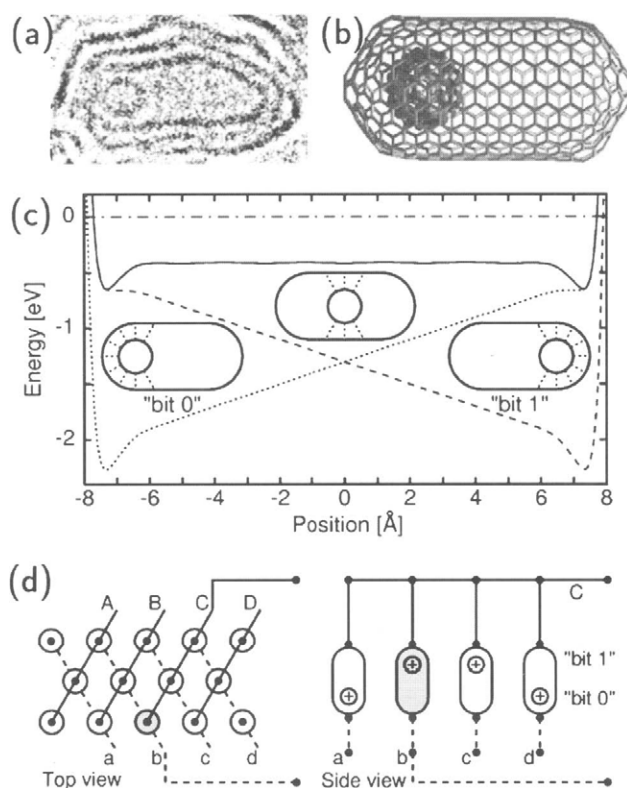 (a)
(b)
(c)
0
-1
-2
Energy [eV]
"bit 0"
"bit 1"
-8
-6
-4
-2
0
2
4
6
8
Position [Å]
(d)
A B C D
a b c d
Top view
C
"bit 1"
"bit 0"
a b c d
Side view